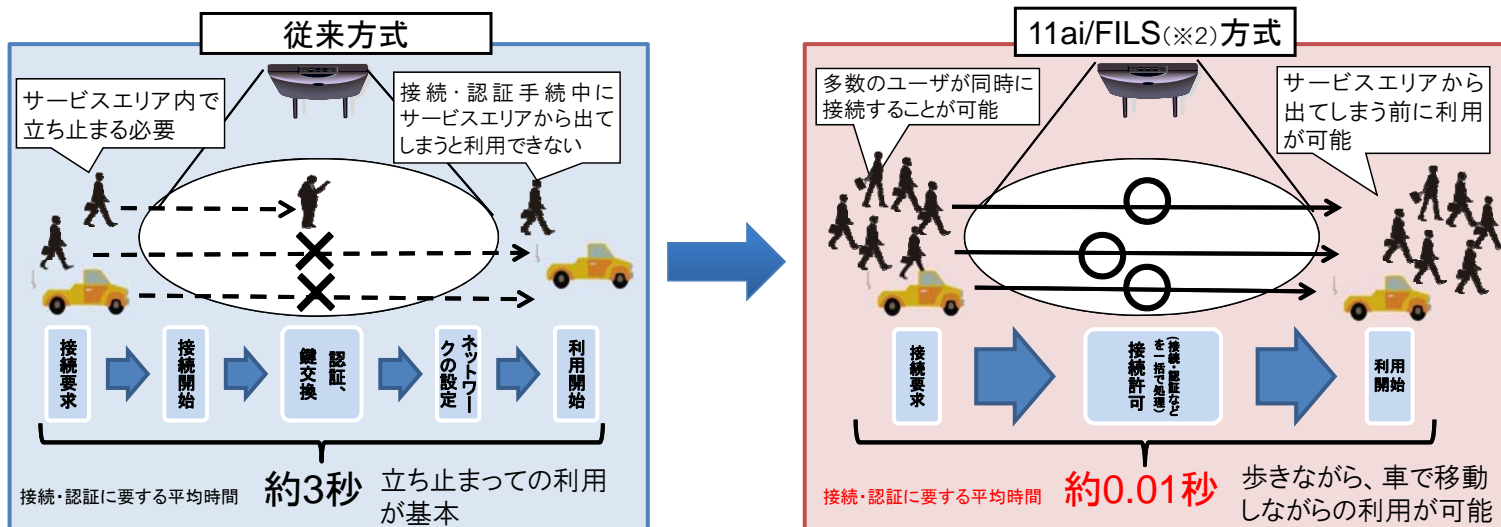 従来方式
サービスエリア内で
立ち止まる必要
接続・認証手続中に
サービスエリアから出て
しまうと利用できない
接続要求
接続開始
認証、
鍵交換
ネットワー
クの設定
利用開始
接続・認証に要する平均時間
約3秒
立ち止まっての利用
が基本
11ai/FILS(※2)方式
多数のユーザが同時に
接続することが可能
サービスエリアから
出てしまう前に利用
が可能
接続要求
接続許可
(接続・認証など
を一括で処理)
利用
開始
接続・認証に要する平均時間
約0.01秒
歩きながら、車で移動
しながらの利用が可能